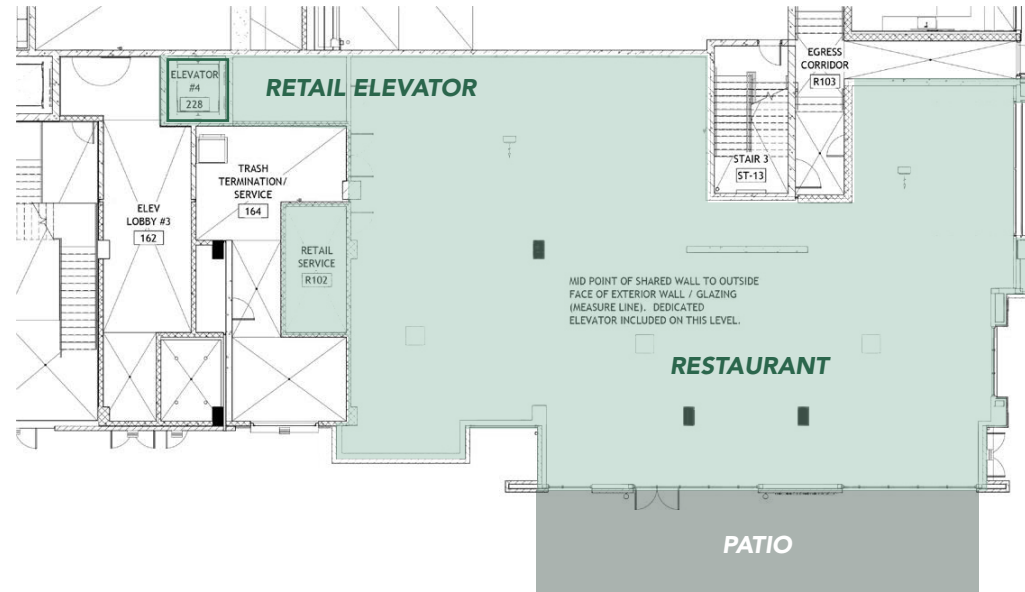 ELEVATOR
#4
228
RETAIL ELEVATOR
EGRESS
CORRIDOR
R103
STAIR 3
ST-13
TRASH
TERMINATION/
SERVICE
164
ELEV
LOBBY #3
162
RETAIL
SERVICE
R102
MID POINT OF SHARED WALL TO OUTSIDE
FACE OF EXTERIOR WALL / GLAZING
(MEASURE LINE). DEDICATED
ELEVATOR INCLUDED ON THIS LEVEL.
RESTAURANT
PATIO